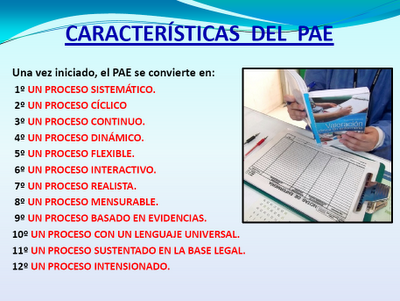 CARACTERÍSTICAS DEL PAE
Una vez iniciado, el PAE se convierte en:
1º UN PROCESO SISTEMÁTICO.
2º UN PROCESO CÍCLICO
3º UN PROCESO CONTINUO.
4º UN PROCESO DINÁMICO.
5º UN PROCESO FLEXIBLE.
6º UN PROCESO INTERACTIVO.
7º UN PROCESO REALISTA.
8º UN PROCESO MENSURABLE.
9º UN PROCESO BASADO EN EVIDENCIAS.
10º UN PROCESO CON UN LENGUAJE UNIVERSAL.
11º UN PROCESO SUSTENTADO EN LA BASE LEGAL.
12º UN PROCESO INTENSIONADO.